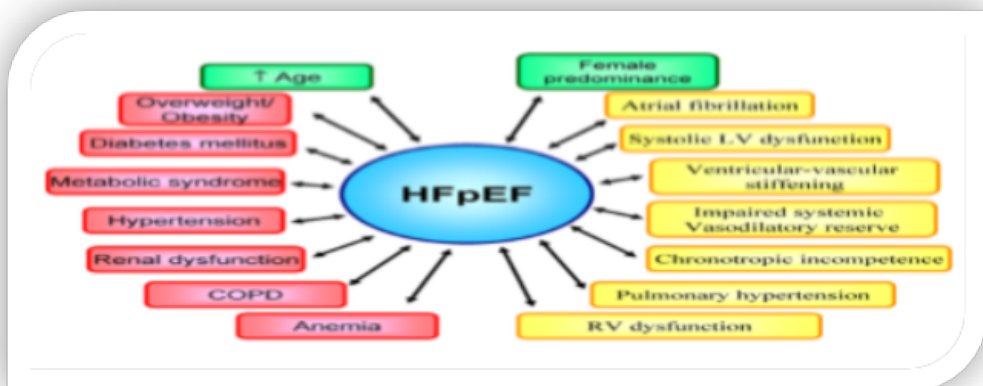 ↑ Age
Female
predominance
Overweight/
Obesity
Atrial fibrillation
Diabetes mellitus
Systolic LV dysfunction
Metabolic syndrome
HFpEF
Ventricular-vascular
stiffening
Hypertension
Impaired systemic
Vasodilatory reserve
Renal dysfunction
Chronotropic incompetence
COPD
Pulmonary hypertension
Anemia
RV dysfunction